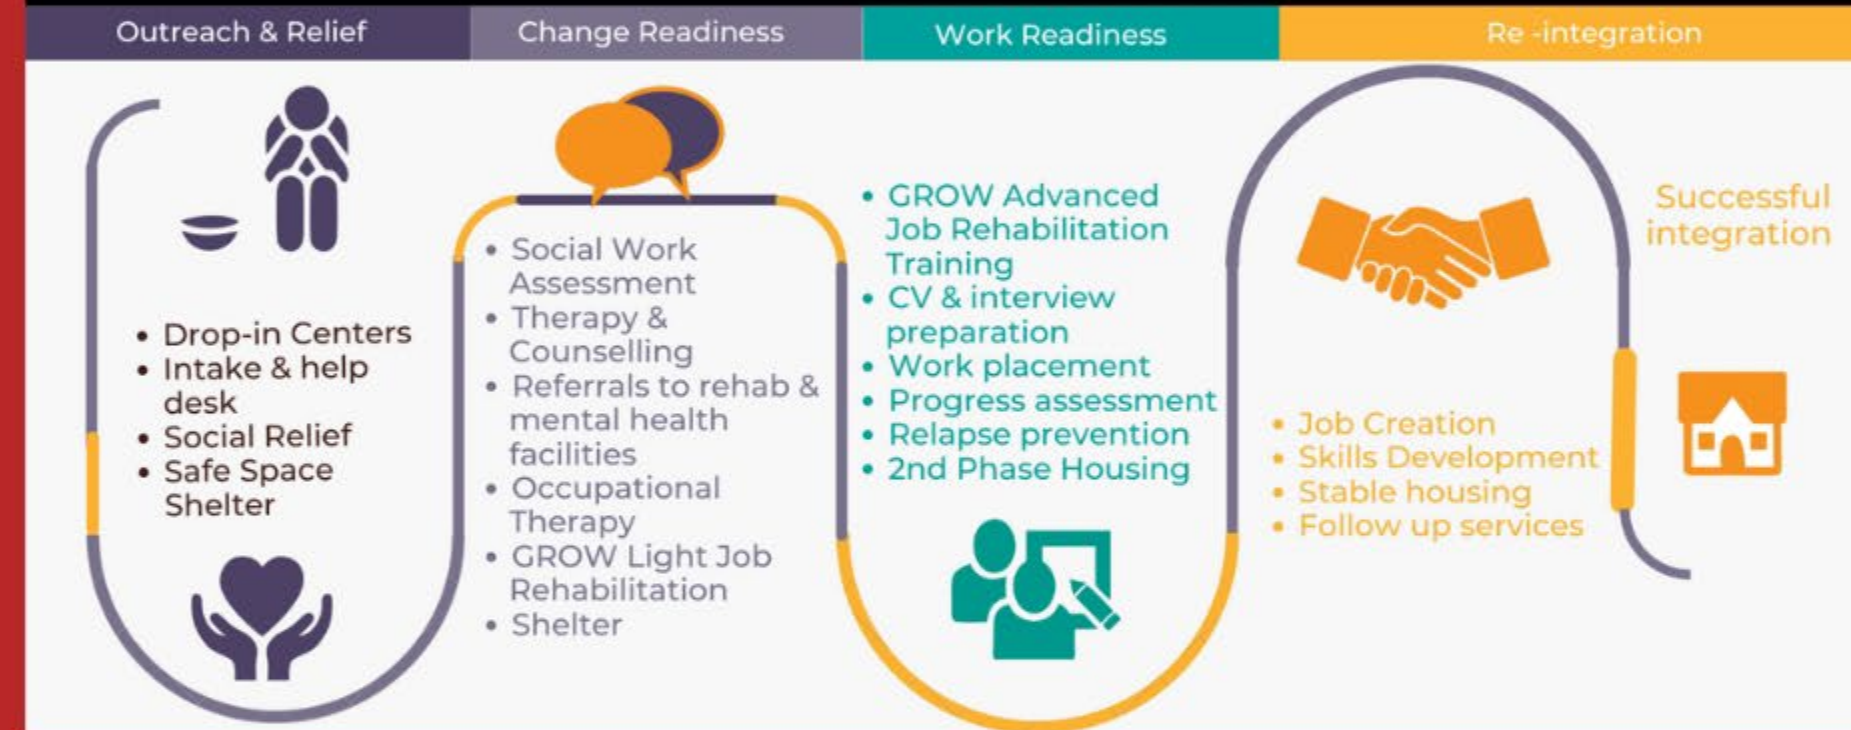 Outreach & Relief
Change Readiness
Work Readiness
Re -integration
• Drop-in Centers
• Intake & help
desk
• Social Relief
• Safe Space
Shelter
• Social Work
Assessment
• Therapy &
Counselling
• Referrals to rehab &
mental health
facilities
• Occupational
Therapy
• GROW Light Job
Rehabilitation
• Shelter
• GROW Advanced
Job Rehabilitation
Training
• CV & interview
preparation
• Work placement
• Progress assessment
• Relapse prevention
• 2nd Phase Housing
• Job Creation
• Skills Development
• Stable housing
• Follow up services
Successful
integration